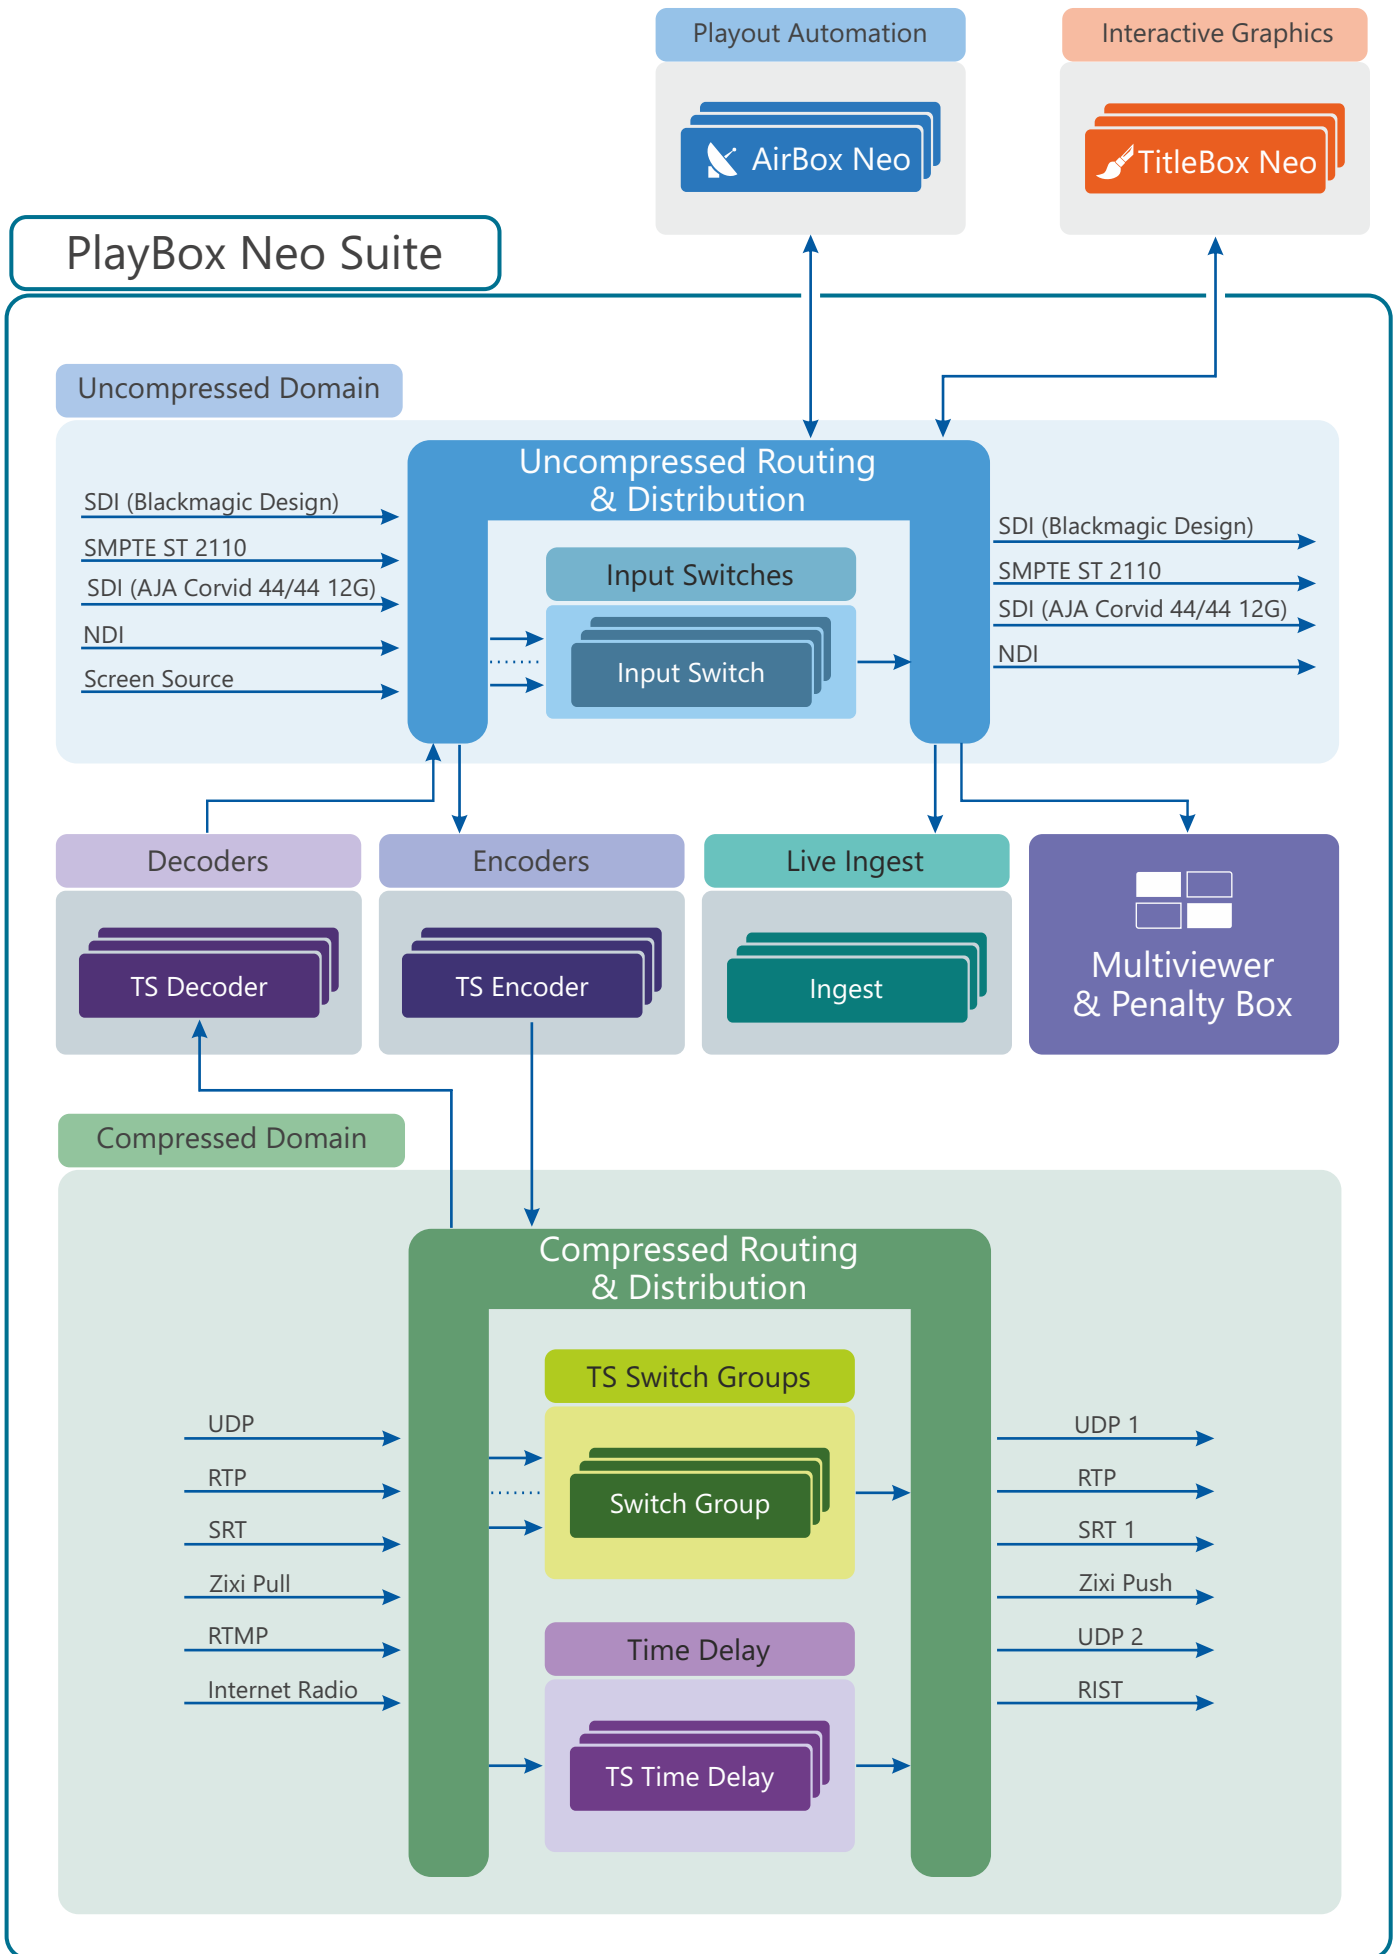 Playout Automation
Interactive Graphics
AirBox Neo
TitleBox Neo
PlayBox Neo Suite
Uncompressed Domain
Uncompressed Routing
& Distribution
SDI (Blackmagic Design)
SMPTE ST 2110
SDI (AJA Corvid 44/44 12G)
NDI
Screen Source
Input Switches
Input Switch
SDI (Blackmagic Design)
SMPTE ST 2110
SDI (AJA Corvid 44/44 12G)
NDI
Decoders
TS Decoder
Encoders
TS Encoder
Live Ingest
Ingest
Multiviewer
& Penalty Box
Compressed Domain
Compressed Routing
& Distribution
UDP
RTP
SRT
Zixi Pull
RTMP
Internet Radio
TS Switch Groups
Switch Group
Time Delay
TS Time Delay
UDP 1
RTP
SRT 1
Zixi Push
UDP 2
RIST